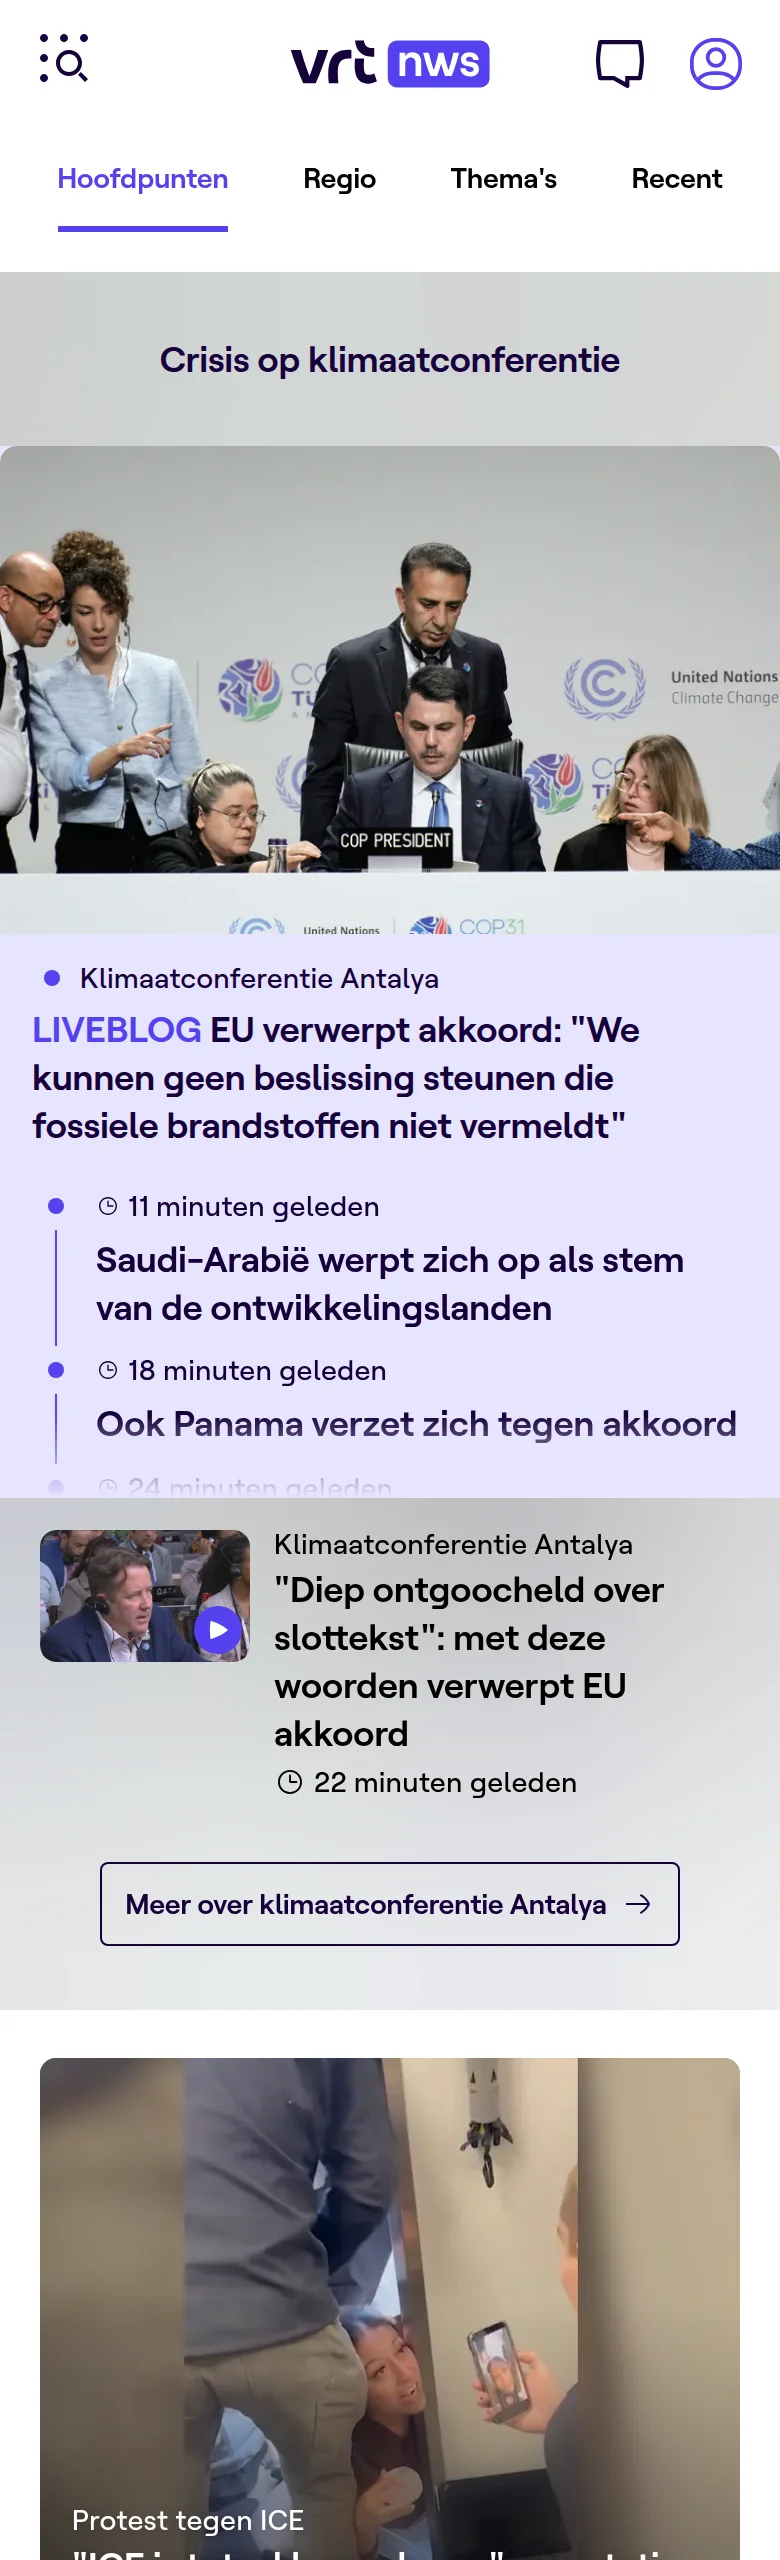 vrt nws
Hoofdpunten Regio Thema's Recent
Crisis op klimaatconferentie
United Nations
Climate Change
COP PRESIDENT
United Nations
COP31
Klimaatconferentie Antalya
LIVEBLOG EU verwerpt akkoord: "We
kunnen geen beslissing steunen die
fossiele brandstoffen niet vermeldt"
11 minuten geleden
Saudi-Arabië werpt zich op als stem
van de ontwikkelingslanden
18 minuten geleden
Ook Panama verzet zich tegen akkoord
24 minuten geleden
QATA
Klimaatconferentie Antalya
"Diep ontgoocheld over
slottekst": met deze
woorden verwerpt EU
akkoord
22 minuten geleden
Meer over klimaatconferentie Antalya
Protest tegen ICE